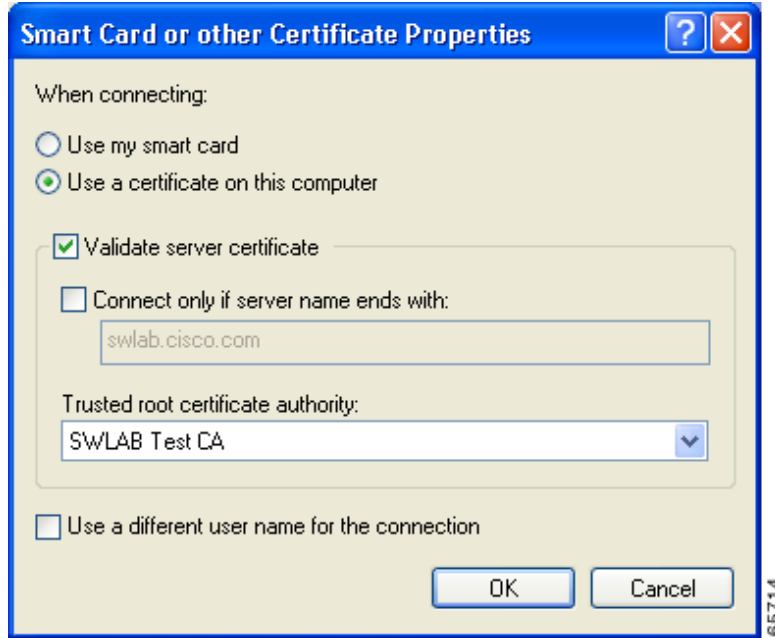 Smart Card or other Certificate Properties
When connecting:
Use my smart card
Use a certificate on this computer
Validate server certificate
Connect only if server name ends with:
swlab.cisco.com
Trusted root certificate authority:
SWLAB Test CA
Use a different user name for the connection
OK Cancel
65714